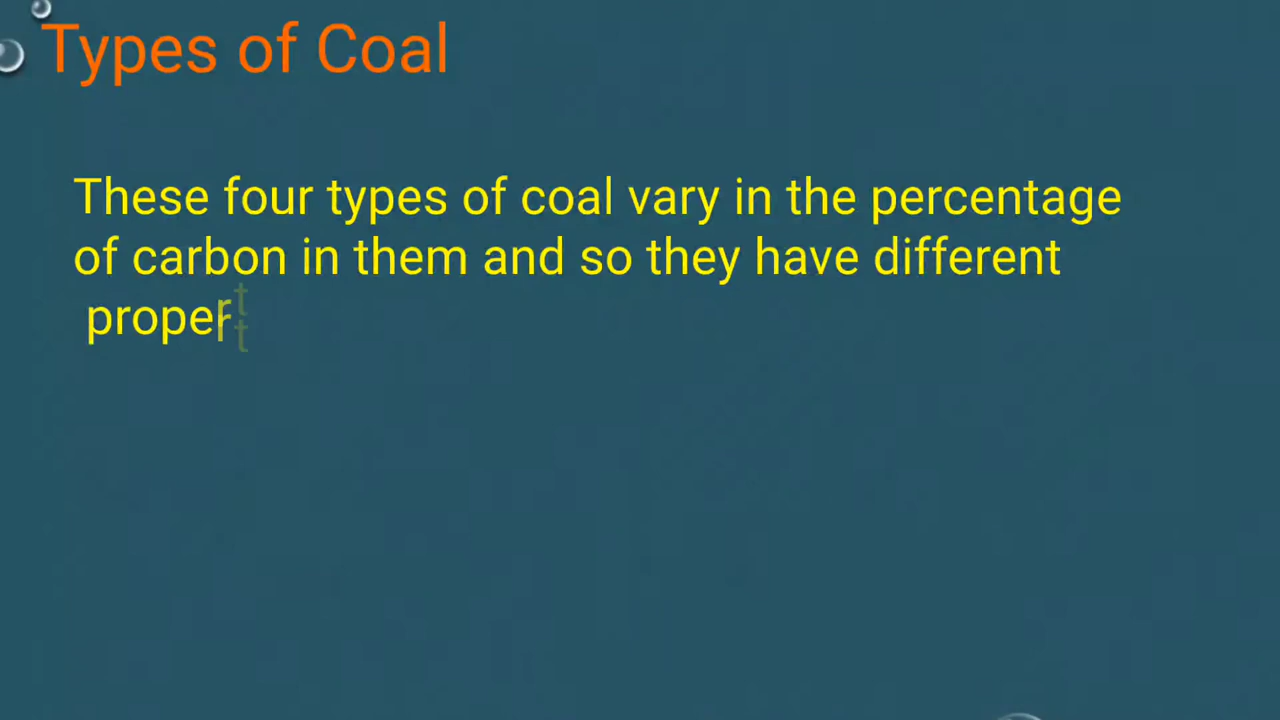 Types of Coal
These four types of coal vary in the percentage
of carbon in them and so they have different
proper